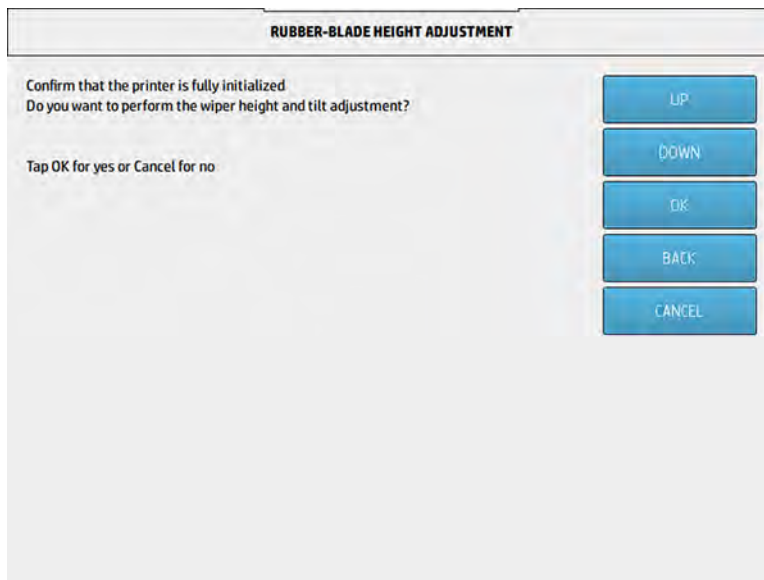 RUBBER-BLADE HEIGHT ADJUSTMENT
Confirm that the printer is fully initialized
Do you want to perform the wiper height and tilt adjustment?
Tap OK for yes or Cancel for no
UP
DOWN
OK
BACK
CANCEL